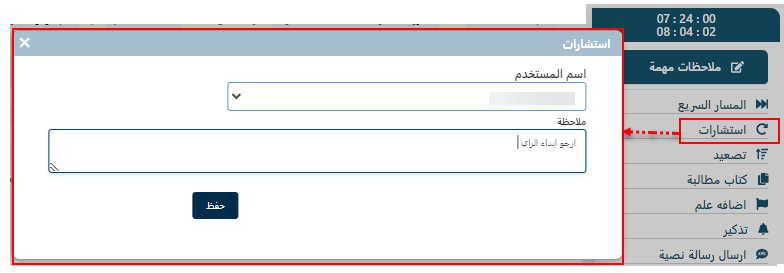 07 : 24 : 00
08 : 04 : 02
ملاحظات مهمة
المسار السريع
استشارات
تصعيد
كتاب مطالبة
اضافه علم
تذكير
ارسال رسالة نصية
استشارات
×
اسم المستخدم
ملاحظة
ارجو ابداء الراي
حفظ